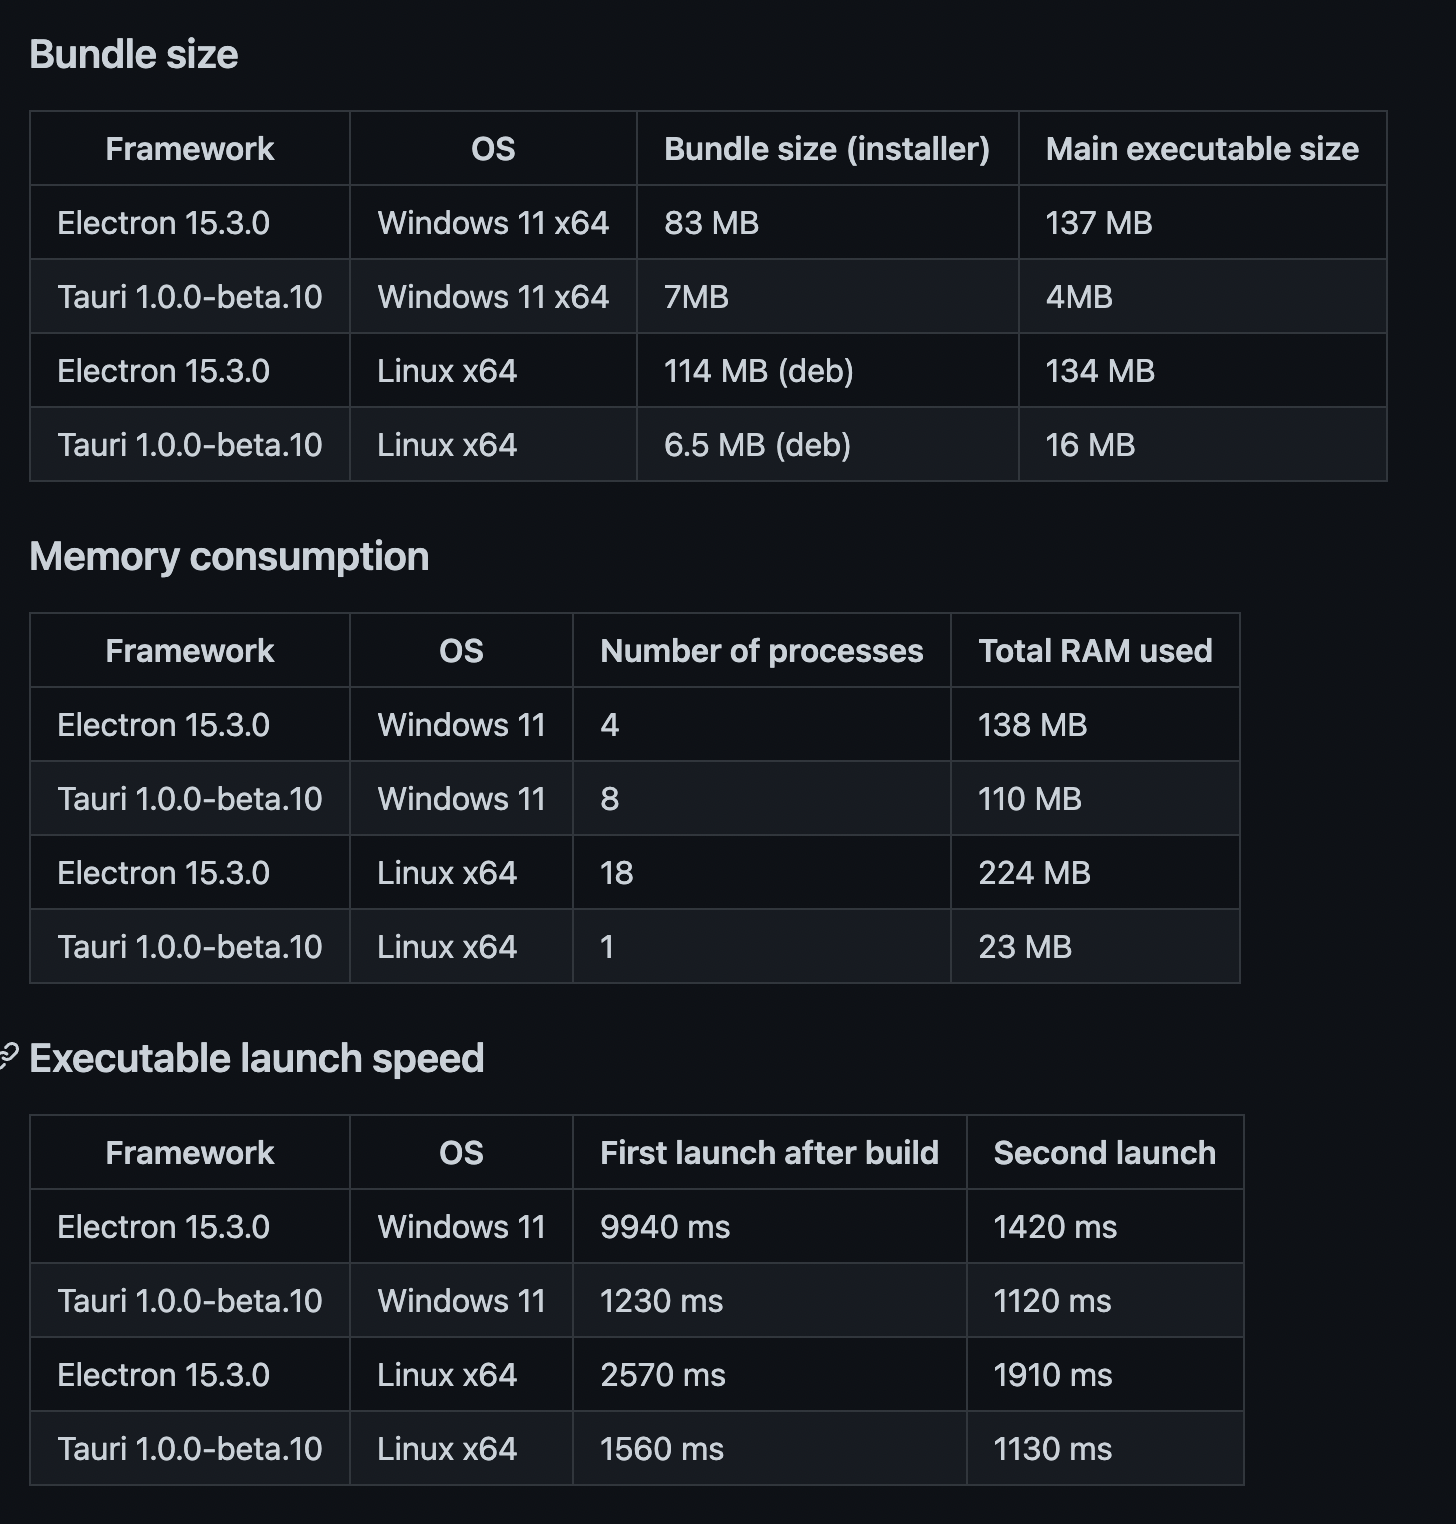 Bundle size
Framework OS Bundle size (installer) Main executable size
Electron 15.3.0 Windows 11 x64 83 MB 137 MB
Tauri 1.0.0-beta.10 Windows 11 x64 7MB 4MB
Electron 15.3.0 Linux x64 114 MB (deb) 134 MB
Tauri 1.0.0-beta.10 Linux x64 6.5 MB (deb) 16 MB
Memory consumption
Framework OS Number of processes Total RAM used
Electron 15.3.0 Windows 11 4 138 MB
Tauri 1.0.0-beta.10 Windows 11 8 110 MB
Electron 15.3.0 Linux x64 18 224 MB
Tauri 1.0.0-beta.10 Linux x64 1 23 MB
Executable launch speed
Framework OS First launch after build Second launch
Electron 15.3.0 Windows 11 9940 ms 1420 ms
Tauri 1.0.0-beta.10 Windows 11 1230 ms 1120 ms
Electron 15.3.0 Linux x64 2570 ms 1910 ms
Tauri 1.0.0-beta.10 Linux x64 1560 ms 1130 ms